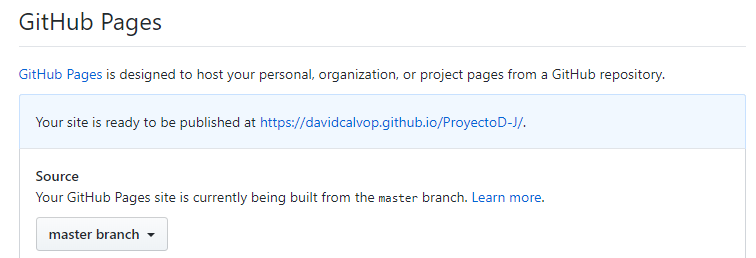 GitHub Pages
GitHub Pages is designed to host your personal, organization, or project pages from a GitHub repository.
Your site is ready to be published at https://davidcalvop.github.io/ProyectoD-J/.
Source
Your GitHub Pages site is currently being built from the master branch. Learn more.
master branch